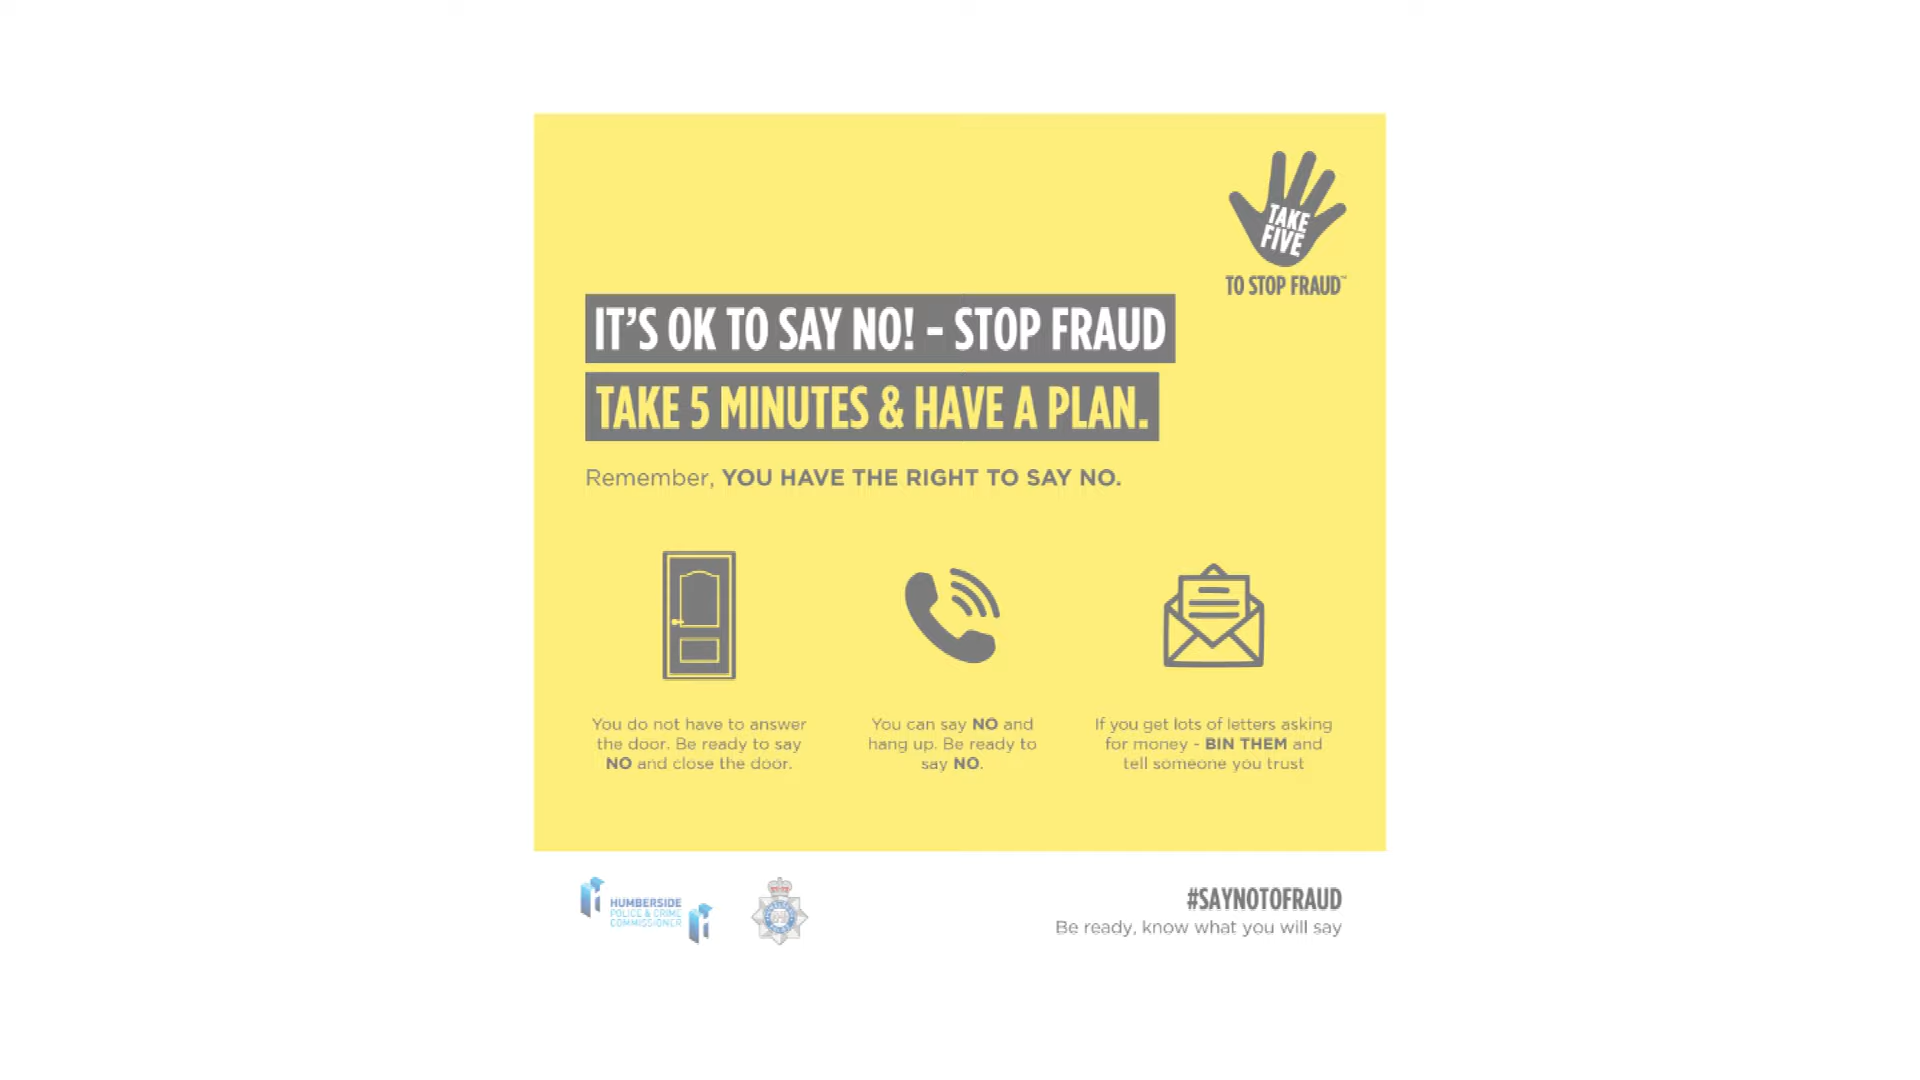 TAKE
FIVE
TO STOP FRAUD™
IT'S OK TO SAY NO! - STOP FRAUD
TAKE 5 MINUTES & HAVE A PLAN.
Remember, YOU HAVE THE RIGHT TO SAY NO.
You do not have to answer
the door. Be ready to say
NO and close the door.
You can say NO and
hang up. Be ready to
say NO.
If you get lots of letters asking
for money - BIN THEM and
tell someone you trust
HUMBERSIDE
POLICE & CRIME
COMMISSIONER
#SAYNOTOFRAUD
Be ready, know what you will say